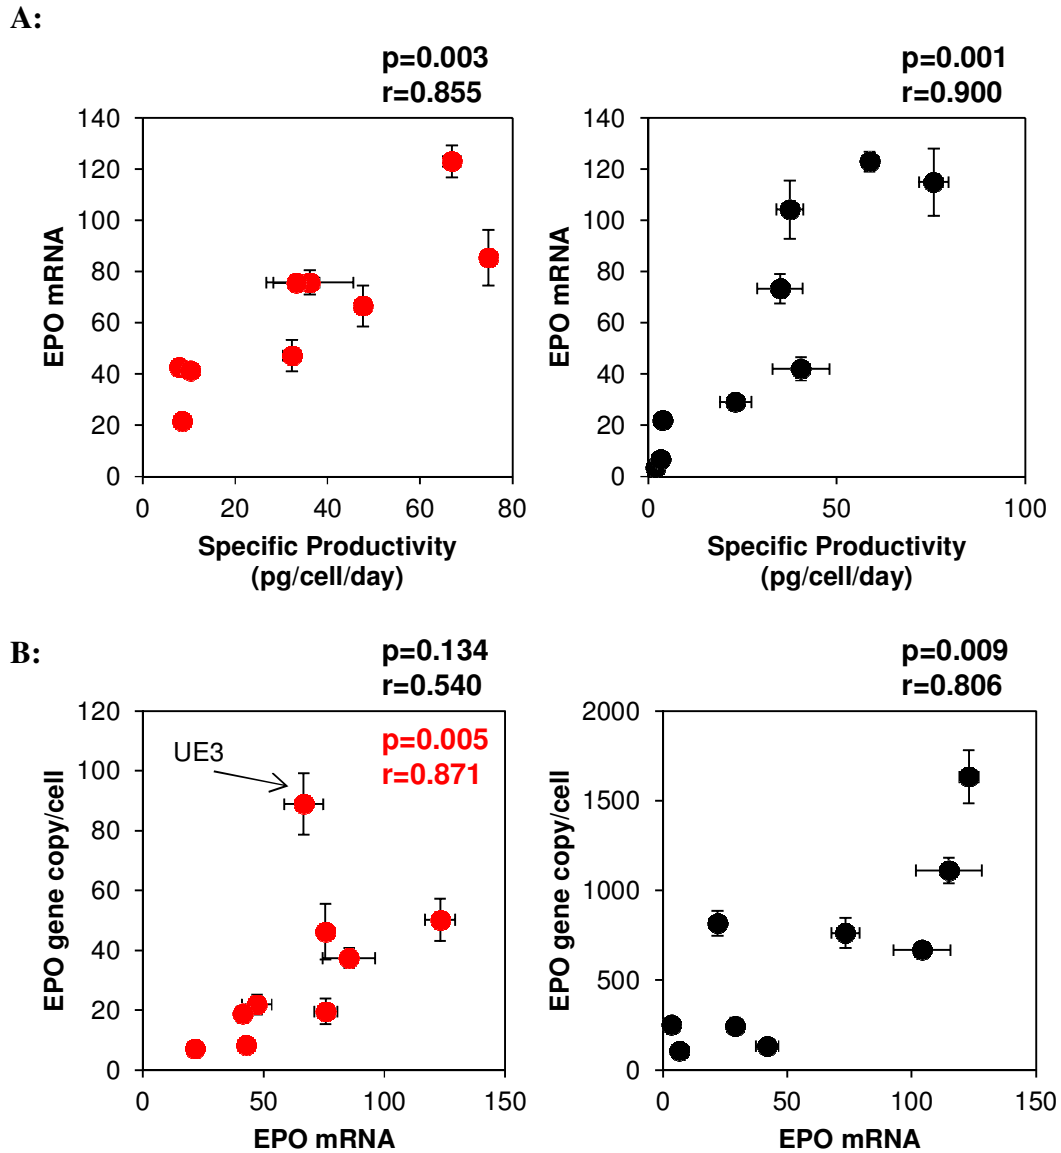 A:
p=0.003
r=0.855
p=0.001
r=0.900
140
120
100
80
60
40
20
0
EPO mRNA
0 20 40 60 80
Specific Productivity
(pg/cell/day)
140
120
100
80
60
40
20
0
EPO mRNA
0 50 100
Specific Productivity
(pg/cell/day)
B:
p=0.134
r=0.540
p=0.009
r=0.806
p=0.005
r=0.871
UE3
120
100
80
60
40
20
0
EPO gene copy/cell
0 50 100 150
EPO mRNA
2000
1500
1000
500
0
EPO gene copy/cell
0 50 100 150
EPO mRNA